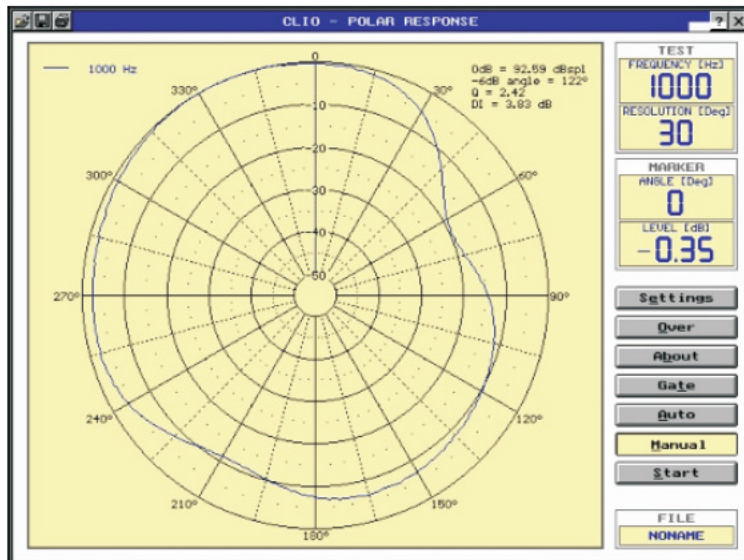 CLIO - POLAR RESPONSE
? X
1000 Hz
0dB = 92.59 dBspl
-6dB angle = 122°
Q = 2.42
DI = 3.83 dB
0
330°
30°
-10
-20
300°
60°
-30
-40
-50
270°
90°
240°
120°
210°
150°
180°
TEST
FREQUENCY [Hz]
1000
RESOLUTION [Deg]
30
MARKER
ANGLE [Deg]
0
LEVEL [dB]
-0.35
Settings
Over
About
Gate
Auto
Manual
Start
FILE
NONAME